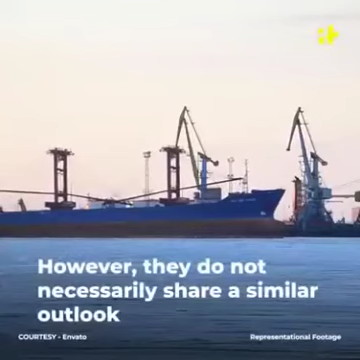 However, they do not
necessarily share a similar
outlook
COURTESY - Envato
Representational Footage